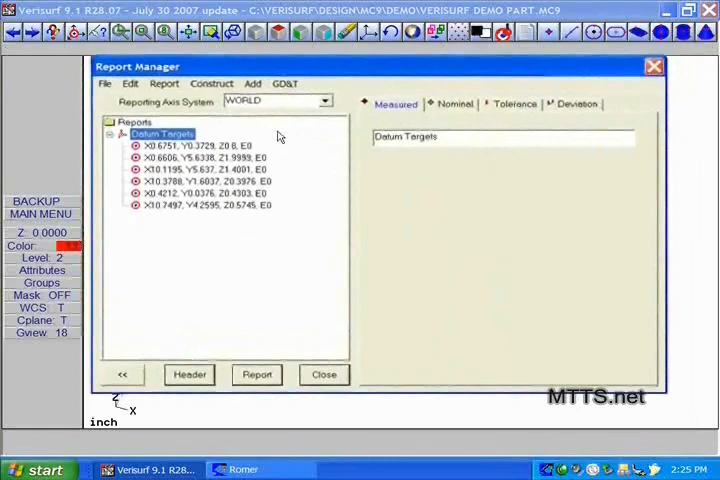 Verisurf 9.1 R28.07 - July 30 2007 update - C:\VERISURF\DESIGN\MC9\DEMO\VERISURF DEMO PART.MC9
Report Manager
File Edit Report Construct Add GD&T
Reporting Axis System WORLD
Measured Nominal Tolerance Deviation
Reports
Datum Targets
Datum Targets
X0.6751, Y0.3729, Z0.8, E0
X0.6606, Y5.6338, Z1.9999, E0
X10.1195, Y5.637, Z1.4001, E0
X10.3788, Y1.6037, Z0.3976, E0
X0.4212, Y0.0376, Z0.4303, E0
X10.7497, Y4.2595, Z0.5745, E0
BACKUP
MAIN MENU
Z: 0.0000
Color:
Level: 2
Attributes
Groups
Mask: OFF
WCS: T
Cplane: T
Gview: 18
<< Header Report Close
MTTS.net
Z
X
inch
start Verisurf 9.1 R28... Romer 2:25 PM